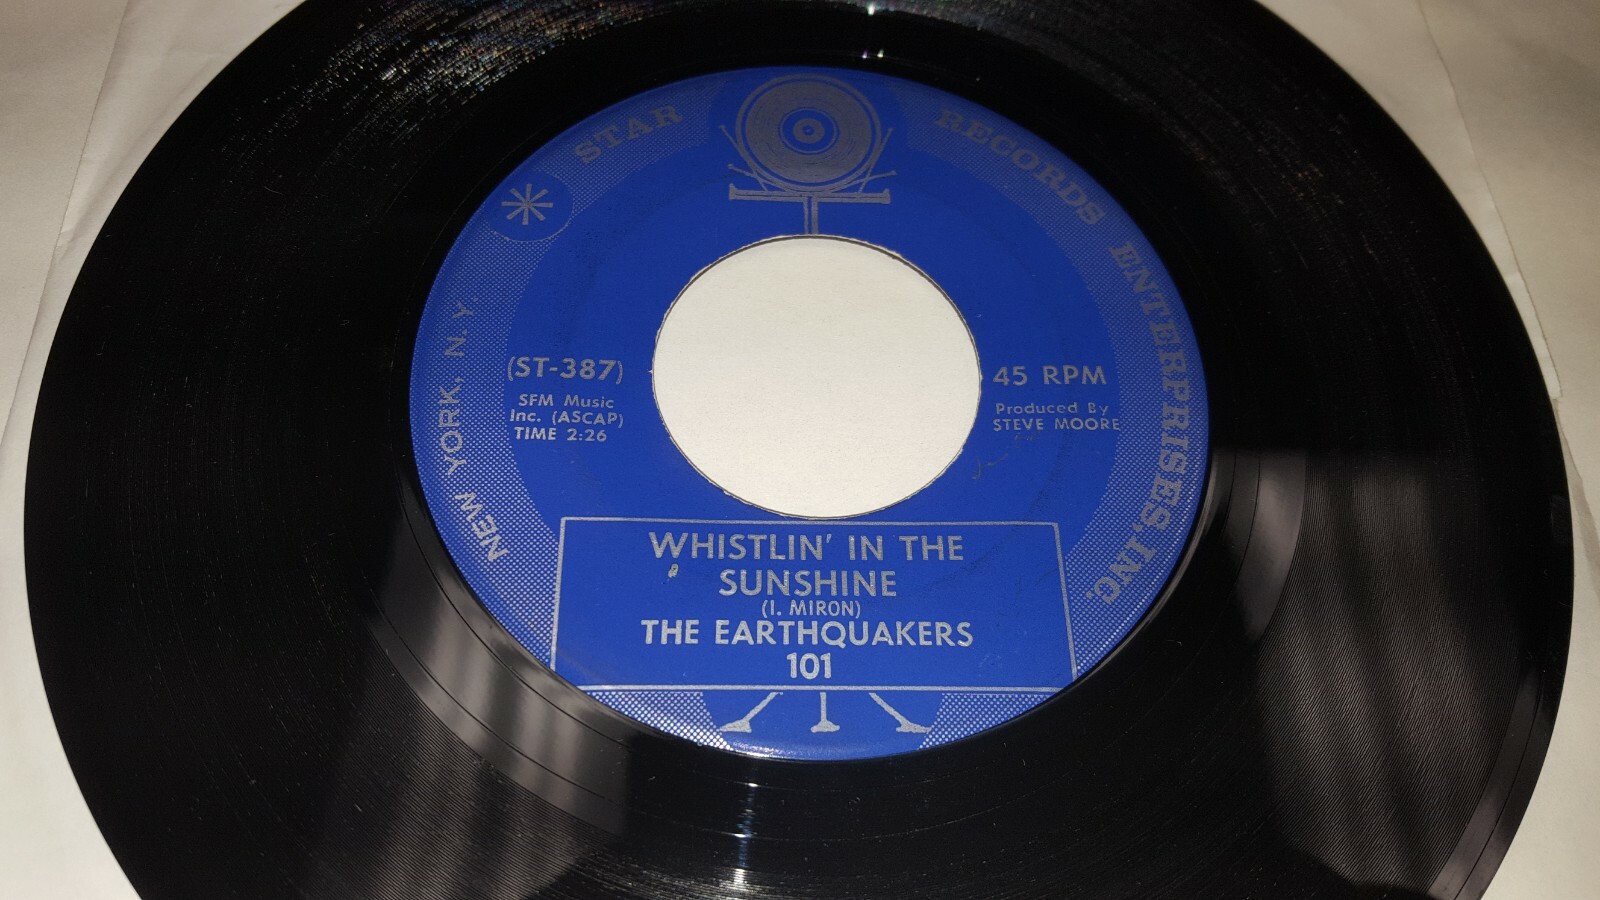 STAR RECORDS ENTERPRISES, INC.
NEW YORK, N.Y.
(ST-387)
SFM Music
Inc. (ASCAP)
TIME 2:26
45 RPM
Produced By
STEVE MOORE
WHISTLIN' IN THE
SUNSHINE
(I. MIRON)
THE EARTHQUAKERS
101